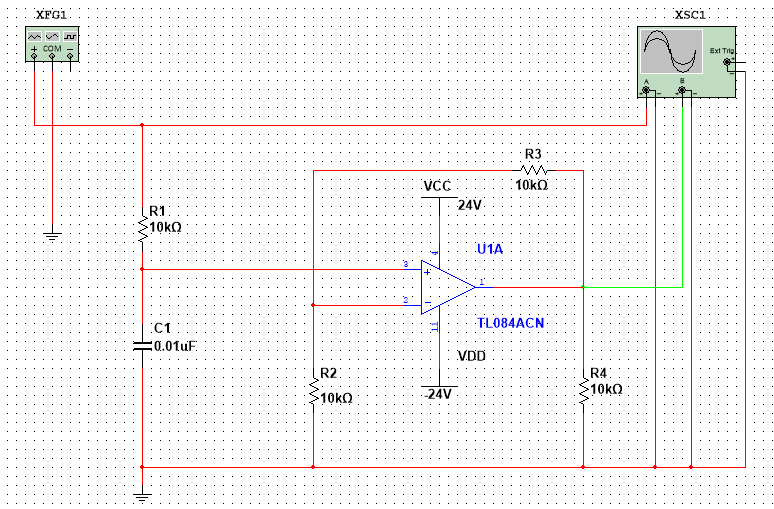 XFG1
XSC1
COM
Ext Trig
A
B
R3
10kΩ
VCC
24V
R1
10kΩ
4
U1A
3
1
2
TL084ACN
11
C1
0.01uF
VDD
-24V
R2
10kΩ
R4
10kΩ